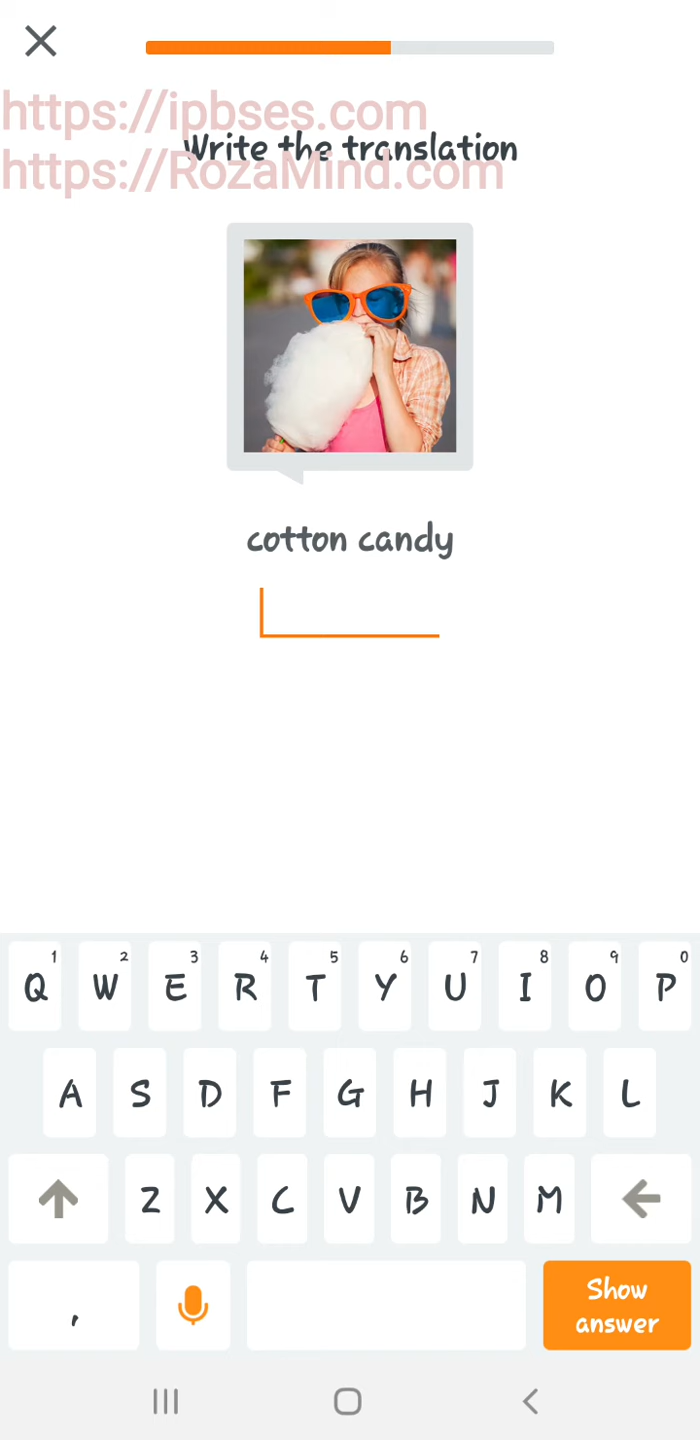 https://ipbses.com
Write the translation
https://RozaMind.com
cotton candy
1 2 3 4 5 6 7 8 9 0
Q W E R T Y U I O P
A S D F G H J K L
Z X C V B N M
,
Show
answer